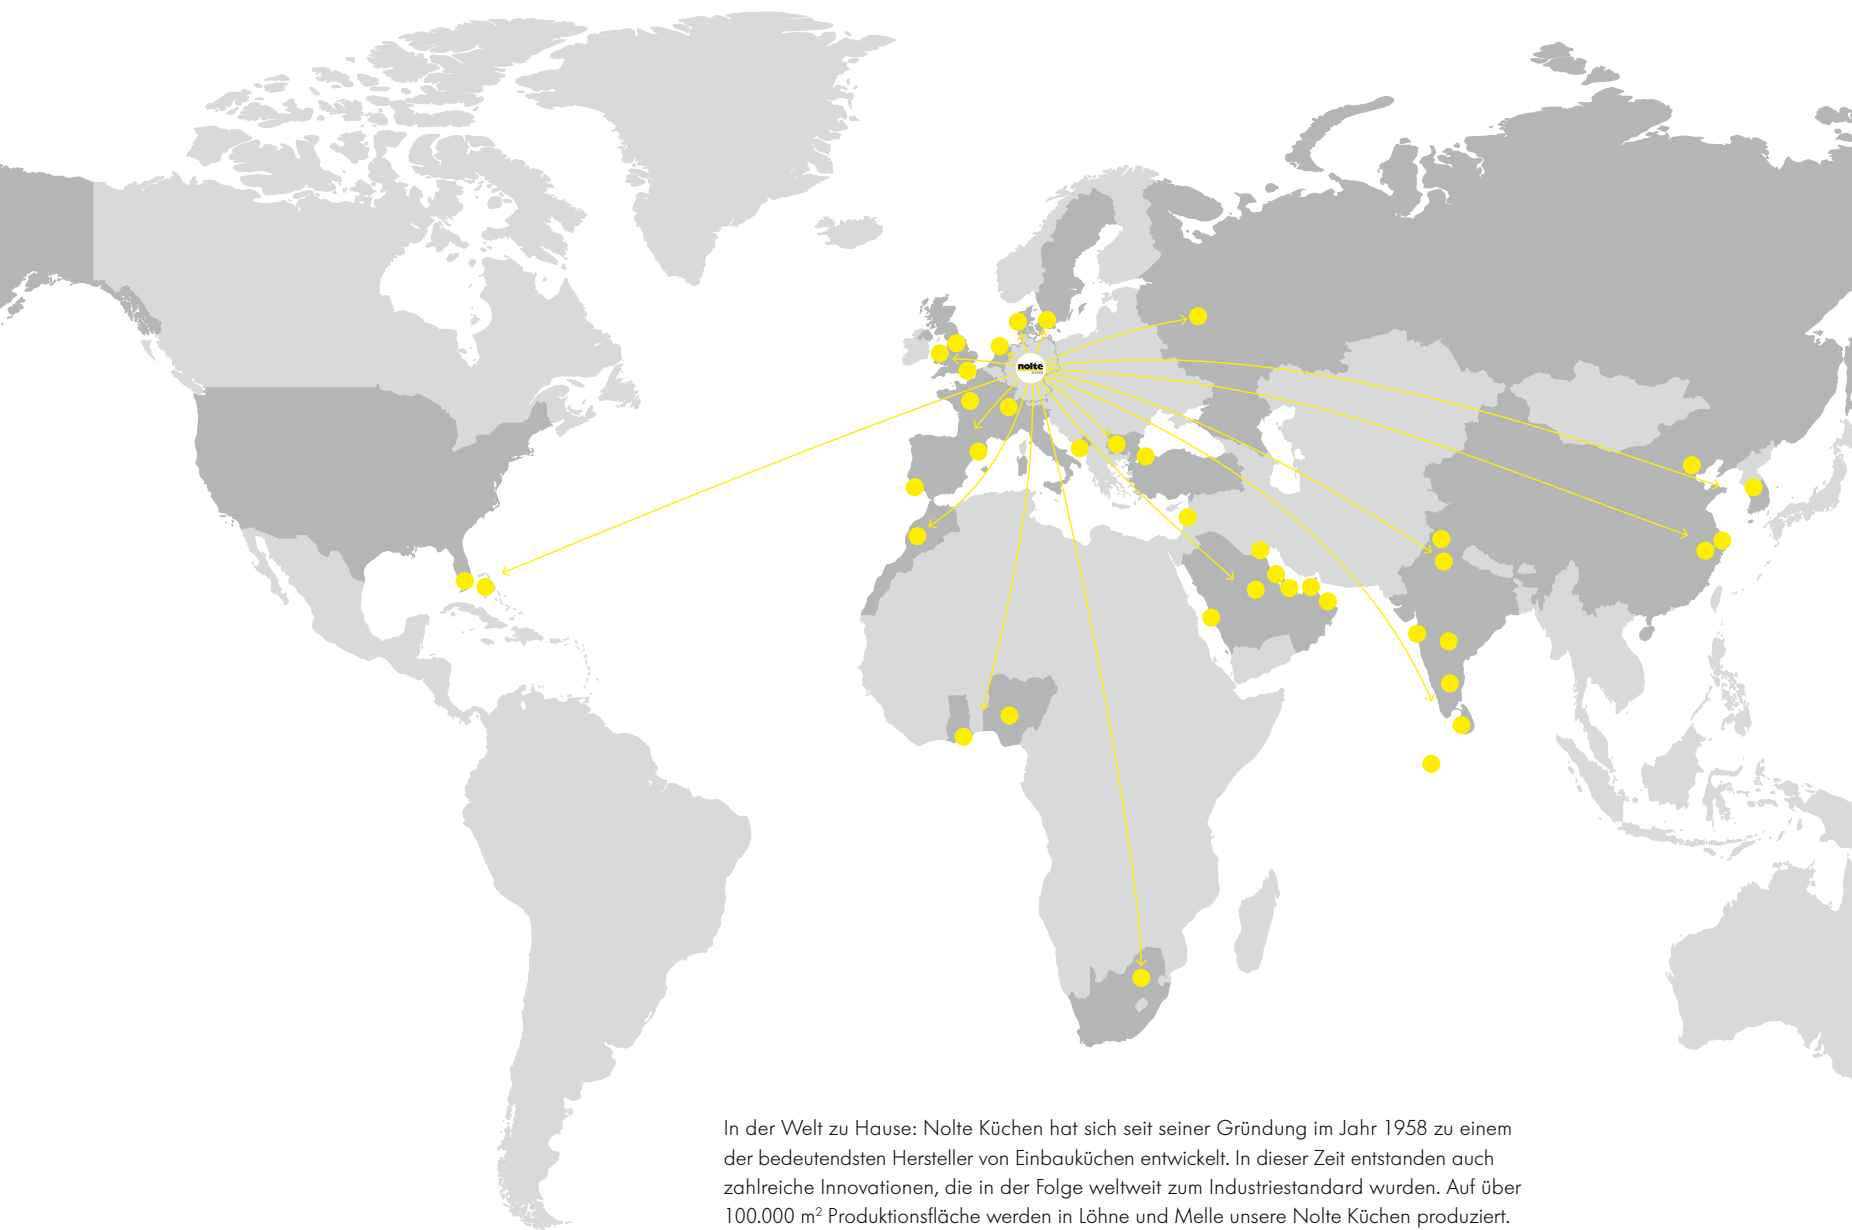 nolte
In der Welt zu Hause: Nolte Küchen hat sich seit seiner Gründung im Jahr 1958 zu einem
der bedeutendsten Hersteller von Einbauküchen entwickelt. In dieser Zeit entstanden auch
zahlreiche Innovationen, die in der Folge weltweit zum Industriestandard wurden. Auf über
100.000 m² Produktionsfläche werden in Löhne und Melle unsere Nolte Küchen produziert.